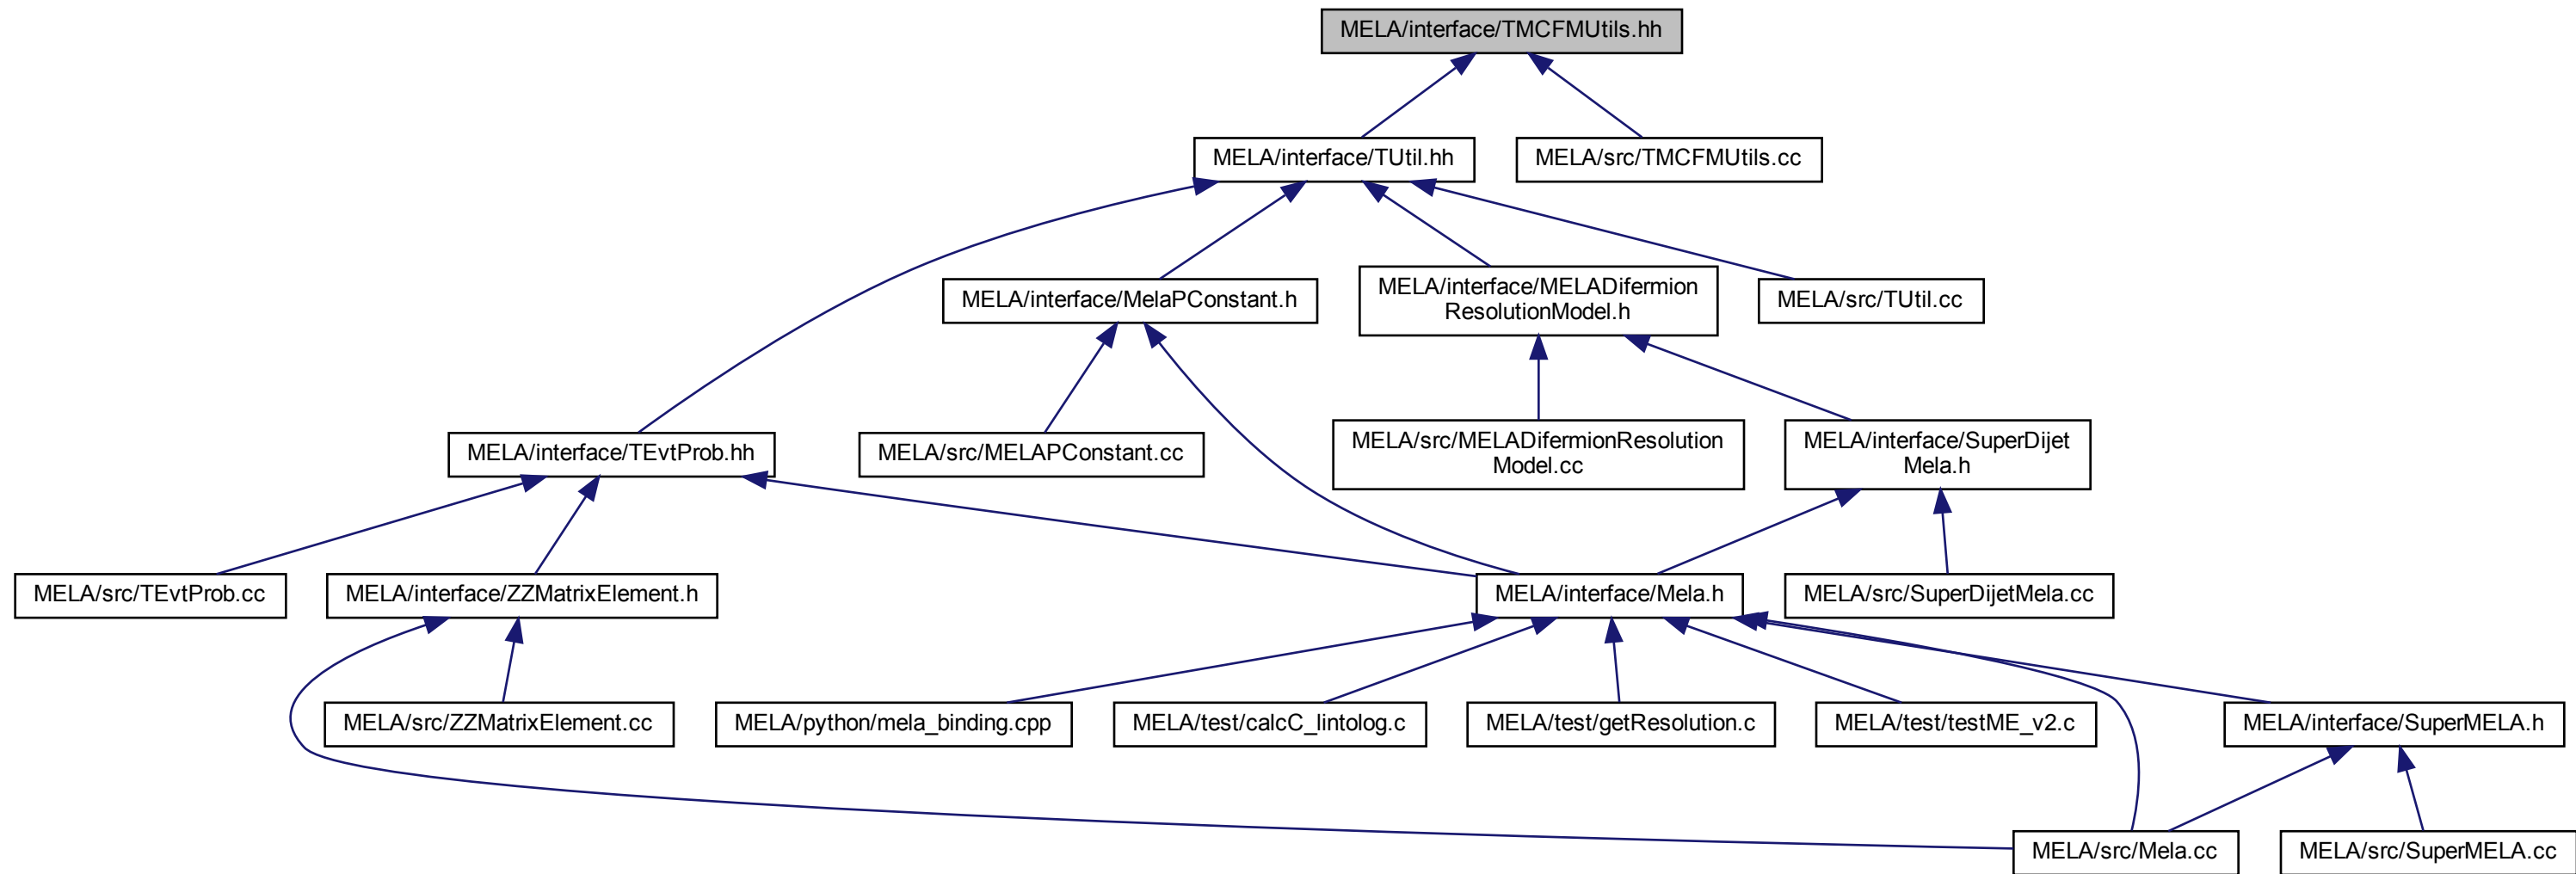 MELA/interface/TMCFMUtils.hh
MELA/interface/TUtil.hh
MELA/src/TMCFMUtils.cc
MELA/interface/MelaPConstant.h
MELA/interface/MELADifermion
ResolutionModel.h
MELA/src/TUtil.cc
MELA/interface/TEvtProb.hh
MELA/src/MELAPConstant.cc
MELA/src/MELADifermionResolution
Model.cc
MELA/interface/SuperDijet
Mela.h
MELA/src/TEvtProb.cc
MELA/interface/ZZMatrixElement.h
MELA/interface/Mela.h
MELA/src/SuperDijetMela.cc
MELA/src/ZZMatrixElement.cc
MELA/python/mela_binding.cpp
MELA/test/calcC_lintolog.c
MELA/test/getResolution.c
MELA/test/testME_v2.c
MELA/interface/SuperMELA.h
MELA/src/Mela.cc
MELA/src/SuperMELA.cc